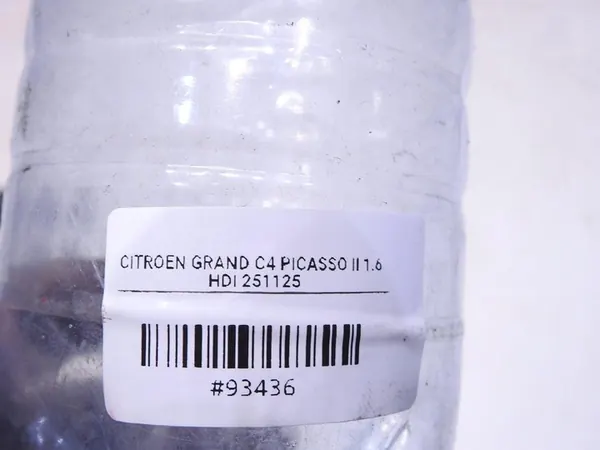 CITROEN GRAND C4 PICASSO II 1.6
HDI 251125
#93436